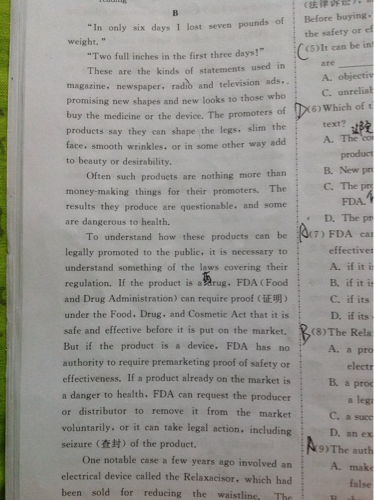 B
"In only six days I lost seven pounds of
weight."
"Two full inches in the first three days!"
These are the kinds of statements used in
magazine, newspaper, radio and television ads,
promising new shapes and new looks to those who
buy the medicine or the device. The promoters of
products say they can shape the legs, slim the
face, smooth wrinkles, or in some other way add
to beauty or desirability.
Often such products are nothing more than
money-making things for their promoters. The
results they produce are questionable, and some
are dangerous to health.
To understand how these products can be
legally promoted to the public, it is necessary to
understand something of the laws covering their
regulation. If the product is a drug, FDA (Food
and Drug Administration) can require proof (证明)
under the Food, Drug, and Cosmetic Act that it is
safe and effective before it is put on the market.
But if the product is a device, FDA has no
authority to require premarketing proof of safety or
effectiveness. If a product already on the market is
a danger to health, FDA can request the producer
or distributor to remove it from the market
voluntarily, or it can take legal action, including
seizure (查封) of the product.
One notable case a few years ago involved an
electrical device called the Relaxacisor, which had
been sold for reducing the waistline. The
Before buying,
the safety or ef
C (5) It can be in
are
A. objectiv
C. unreliab
D (6) Which of t
text?
A. The co
product
B. New pr
C. The pr
FDA.
D. The pr
A (7) FDA ca
effective
A. if it i
B. if it i
C. if its
D. if its
B (8) The Rela
A. a pro
electr
B. a proc
a leg
C. a succ
D. an ex
A (9) The auth
A. make
false